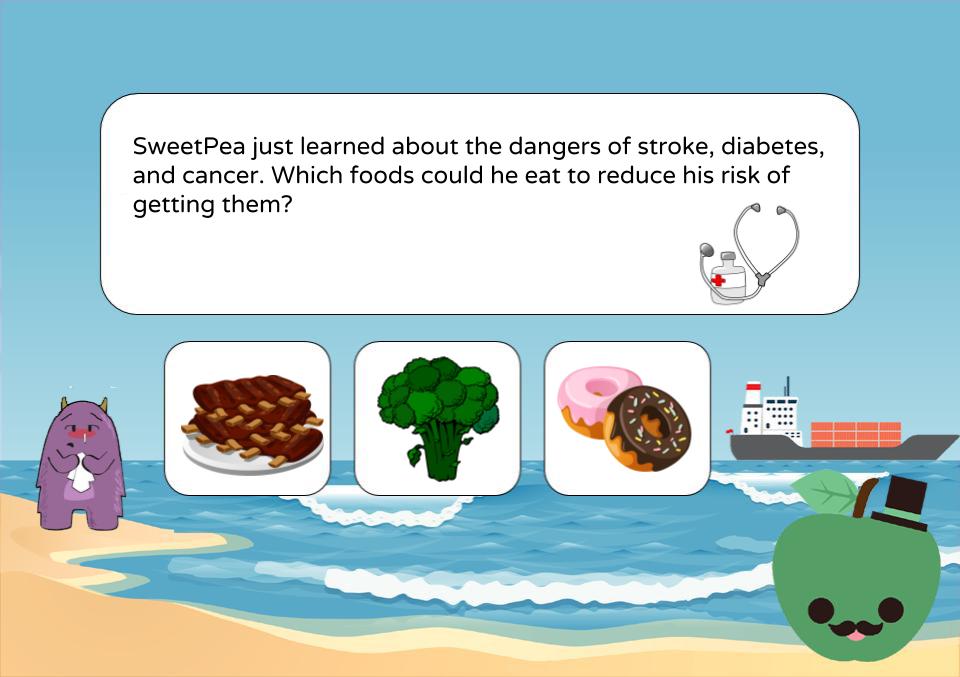 SweetPea just learned about the dangers of stroke, diabetes,
and cancer. Which foods could he eat to reduce his risk of
getting them?